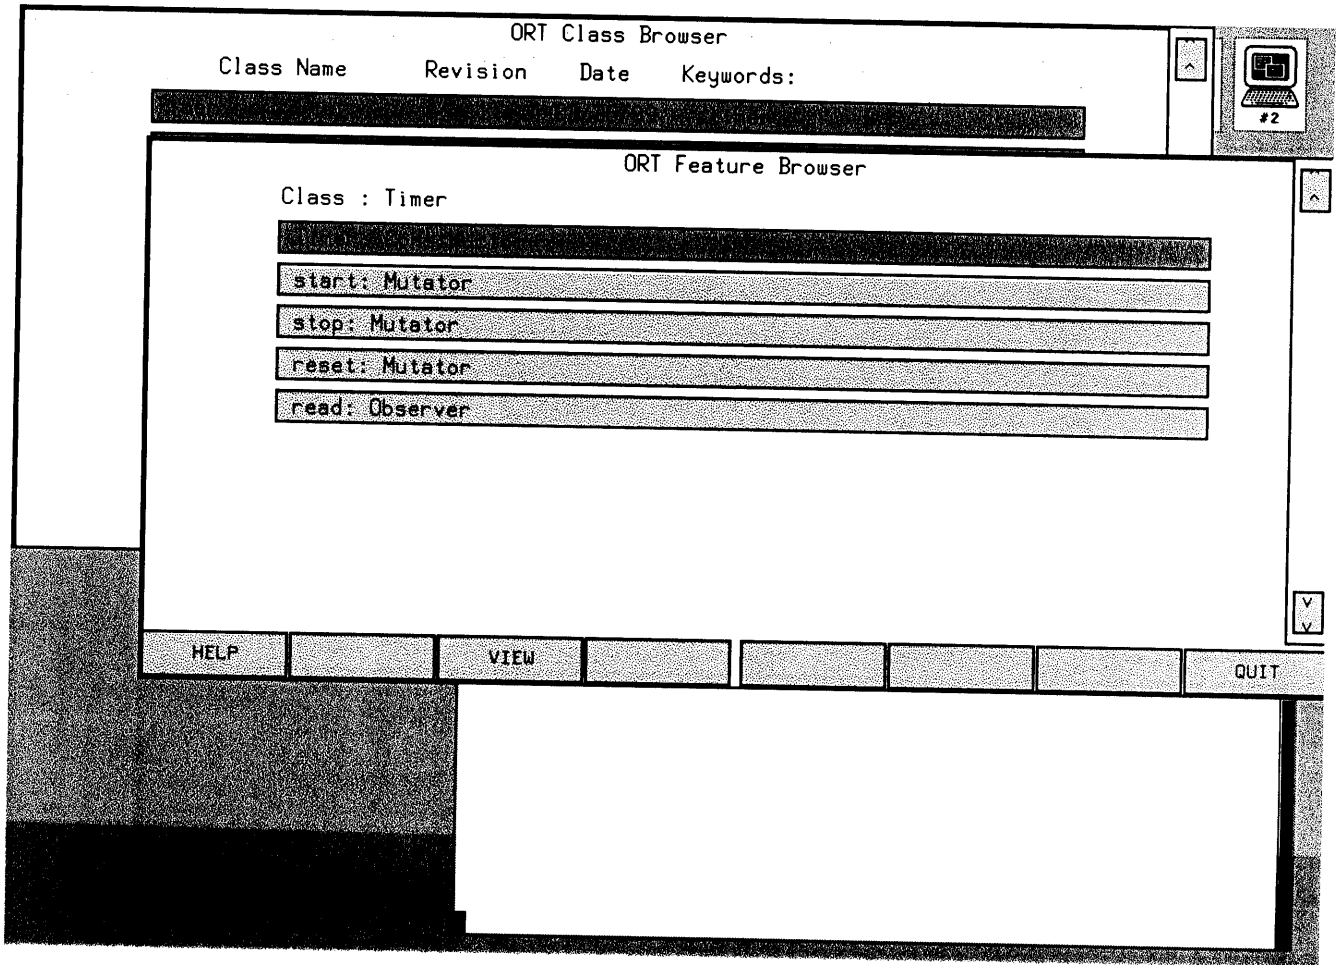 ORT Class Browser
Class Name Revision Date Keywords:
#2
ORT Feature Browser
Class : Timer
start: Mutator
stop: Mutator
reset: Mutator
read: Observer
HELP VIEW QUIT